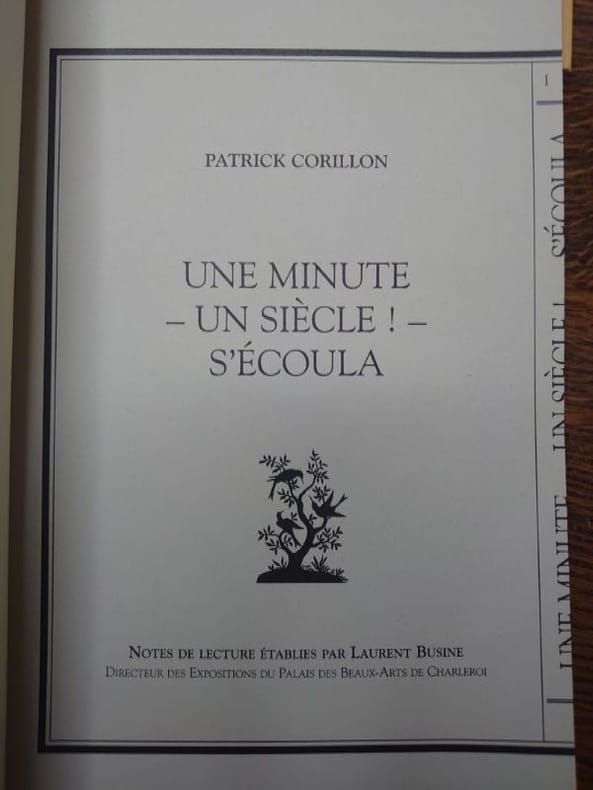 PATRICK CORILLON
UNE MINUTE
– UN SIÈCLE ! –
S'ÉCOULA
NOTES DE LECTURE ÉTABLIES PAR LAURENT BUSINE
DIRECTEUR DES EXPOSITIONS DU PALAIS DES BEAUX-ARTS DE CHARLEROI
1
UNE MINUTE – UN SIÈCLE ! – S'ÉCOULA